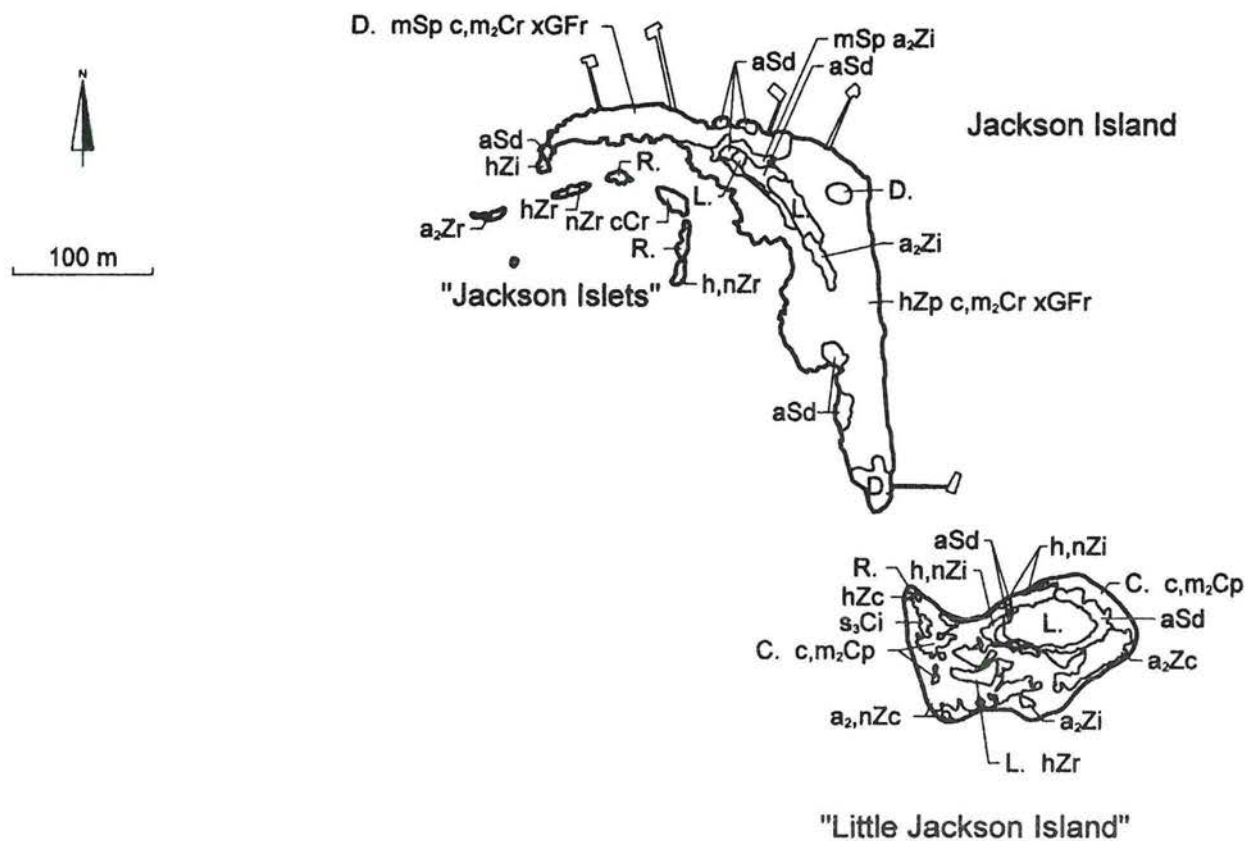 D. mSp c,m₂Cr xGFr
mSp a₂Zi
aSd
aSd
N
Jackson Island
aSd
hZi
R.
L.
D.
L.
hZr
nZr cCr
a₂Zr
a₂Zi
R.
100 m
"Jackson Islets"
h,nZr
hZp c,m₂Cr xGFr
aSd
D.
aSd
h,nZi
R.
h,nZi
C. c,m₂Cp
hZc
s₃Ci
L.
aSd
C. c,m₂Cp
a₂Zc
a₂,nZc
a₂Zi
L. hZr
"Little Jackson Island"